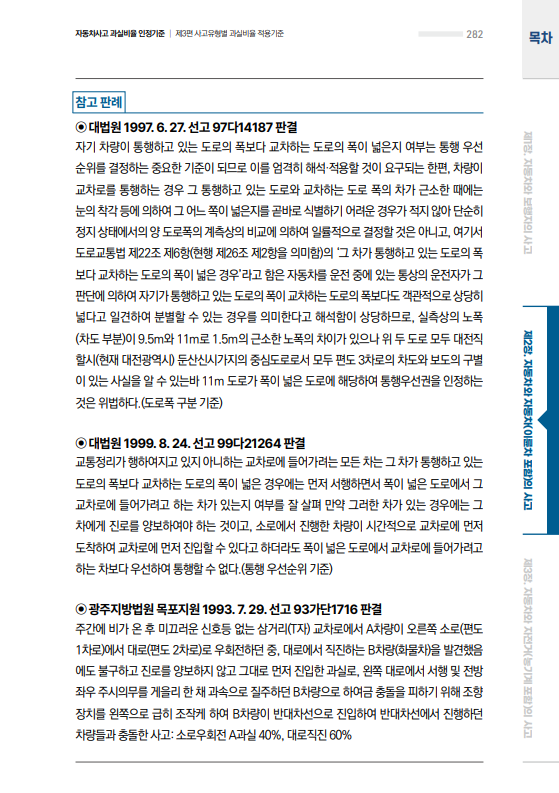 자동차사고 과실비율 인정기준 | 제3편 사고유형별 과실비율 적용기준
282
목차
참고 판례
◉ 대법원 1997. 6. 27. 선고 97다14187 판결
자기 차량이 통행하고 있는 도로의 폭보다 교차하는 도로의 폭이 넓은지 여부는 통행 우선
순위를 결정하는 중요한 기준이 되므로 이를 엄격히 해석·적용할 것이 요구되는 한편, 차량이
교차로를 통행하는 경우 그 통행하고 있는 도로와 교차하는 도로 폭의 차가 근소한 때에는
눈의 착각 등에 의하여 그 어느 쪽이 넓은지를 곧바로 식별하기 어려운 경우가 적지 않아 단순히
정지 상태에서의 양 도로폭의 계측상의 비교에 의하여 일률적으로 결정할 것은 아니고, 여기서
도로교통법 제22조 제6항(현행 제26조 제2항을 의미함)의 ‘그 차가 통행하고 있는 도로의 폭
보다 교차하는 도로의 폭이 넓은 경우’라고 함은 자동차를 운전 중에 있는 통상의 운전자가 그
판단에 의하여 자기가 통행하고 있는 도로의 폭이 교차하는 도로의 폭보다도 객관적으로 상당히
넓다고 일견하여 분별할 수 있는 경우를 의미한다고 해석함이 상당하므로, 실측상의 노폭
(차도 부분)이 9.5m와 11m로 1.5m의 근소한 노폭의 차이가 있으나 위 두 도로 모두 대전직
할시(현재 대전광역시) 둔산신시가지의 중심도로로서 모두 편도 3차로의 차도와 보도의 구별
이 있는 사실을 알 수 있는바 11m 도로가 폭이 넓은 도로에 해당하여 통행우선권을 인정하는
것은 위법하다.(도로폭 구분 기준)
◉ 대법원 1999. 8. 24. 선고 99다21264 판결
교통정리가 행하여지고 있지 아니하는 교차로에 들어가려는 모든 차는 그 차가 통행하고 있는
도로의 폭보다 교차하는 도로의 폭이 넓은 경우에는 먼저 서행하면서 폭이 넓은 도로에서 그
교차로에 들어가려고 하는 차가 있는지 여부를 잘 살펴 만약 그러한 차가 있는 경우에는 그
차에게 진로를 양보하여야 하는 것이고, 소로에서 진행한 차량이 시간적으로 교차로에 먼저
도착하여 교차로에 먼저 진입할 수 있다고 하더라도 폭이 넓은 도로에서 교차로에 들어가려고
하는 차보다 우선하여 통행할 수 없다.(통행 우선순위 기준)
◉ 광주지방법원 목포지원 1993. 7. 29. 선고 93가단1716 판결
주간에 비가 온 후 미끄러운 신호등 없는 삼거리(T자) 교차로에서 A차량이 오른쪽 소로(편도
1차로)에서 대로(편도 2차로)로 우회전하던 중, 대로에서 직진하는 B차량(화물차)을 발견했음
에도 불구하고 진로를 양보하지 않고 그대로 먼저 진입한 과실로, 왼쪽 대로에서 서행 및 전방
좌우 주시의무를 게을리 한 채 과속으로 질주하던 B차량으로 하여금 충돌을 피하기 위해 조향
장치를 왼쪽으로 급히 조작케 하여 B차량이 반대차선으로 진입하여 반대차선에서 진행하던
차량들과 충돌한 사고: 소로우회전 A과실 40%, 대로직진 60%
제1장. 자동차와 보행자의 사고
제2장. 자동차와 자동차(이륜차 포함)의 사고
제3장. 자동차와 자전거(농기계 포함)의 사고